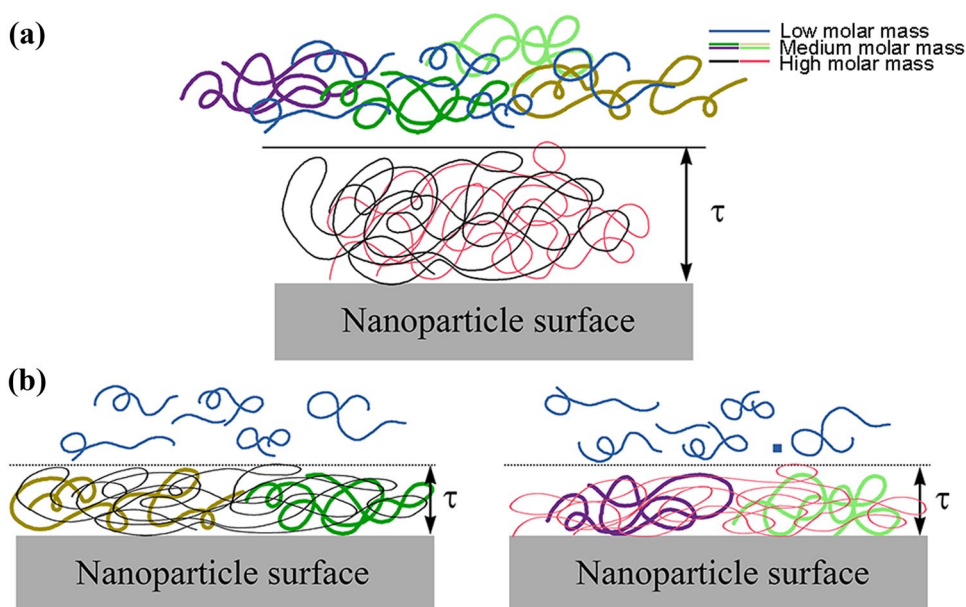 (a)
Low molar mass
Medium molar mass
High molar mass
τ
Nanoparticle surface
(b)
τ
τ
Nanoparticle surface
Nanoparticle surface